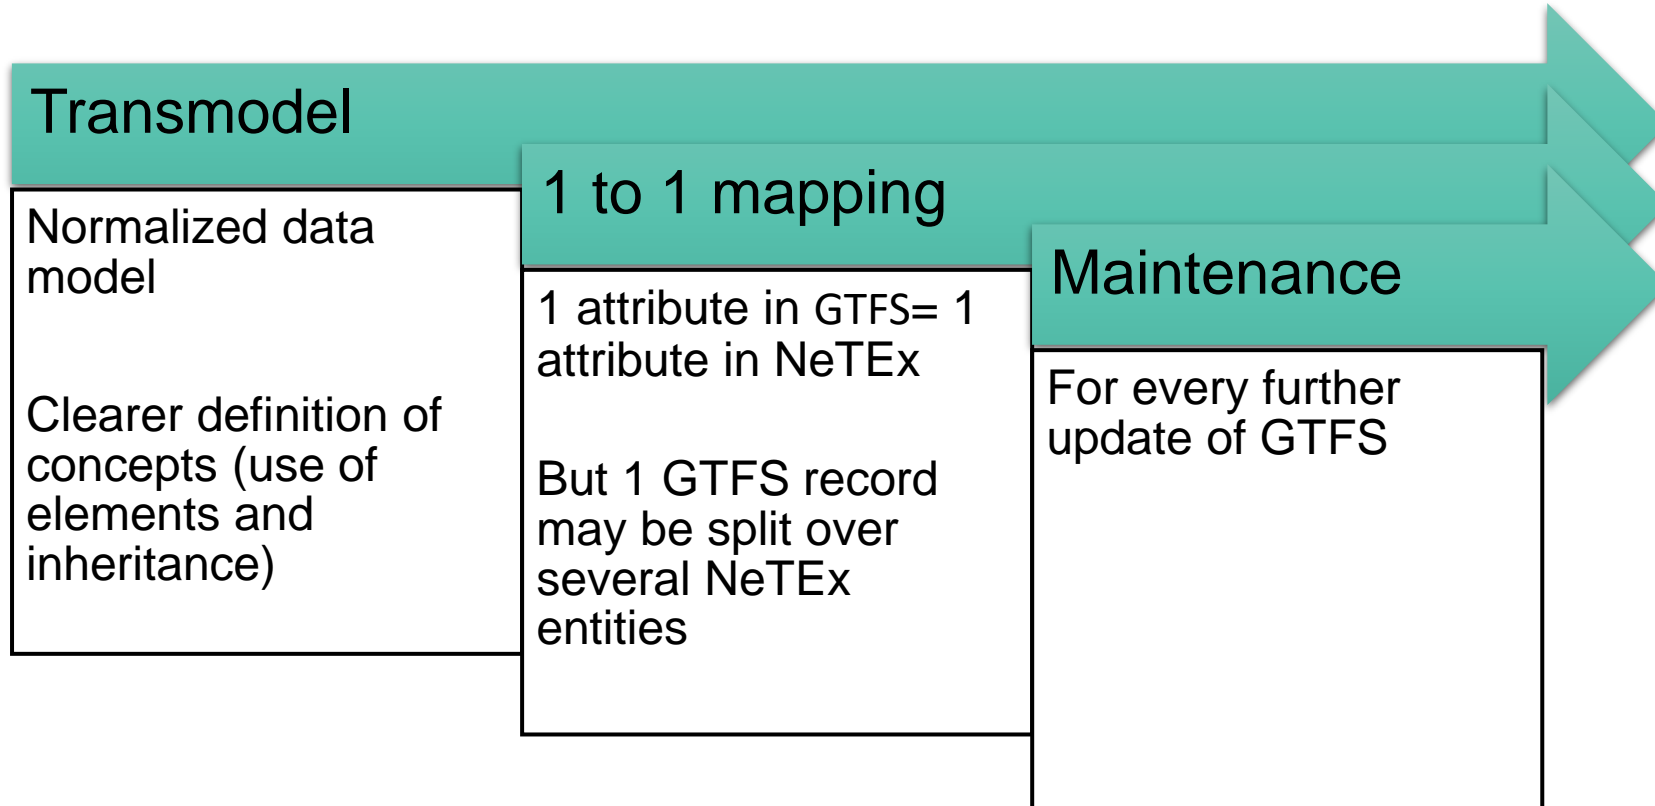 Transmodel
Normalized data
model
Clearer definition of
concepts (use of
elements and
inheritance)
1 to 1 mapping
1 attribute in GTFS= 1
attribute in NeTEx
But 1 GTFS record
may be split over
several NeTEx
entities
Maintenance
For every further
update of GTFS